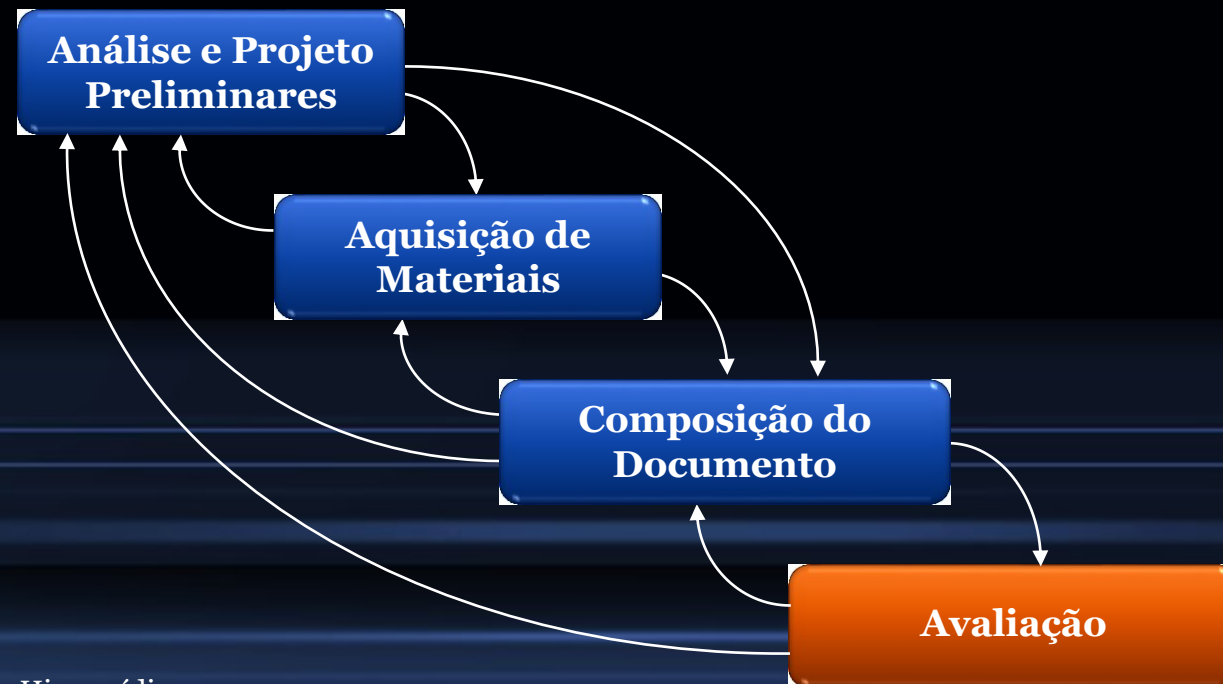 Análise e Projeto
Preliminares
Aquisição de
Materiais
Composição do
Documento
Avaliação